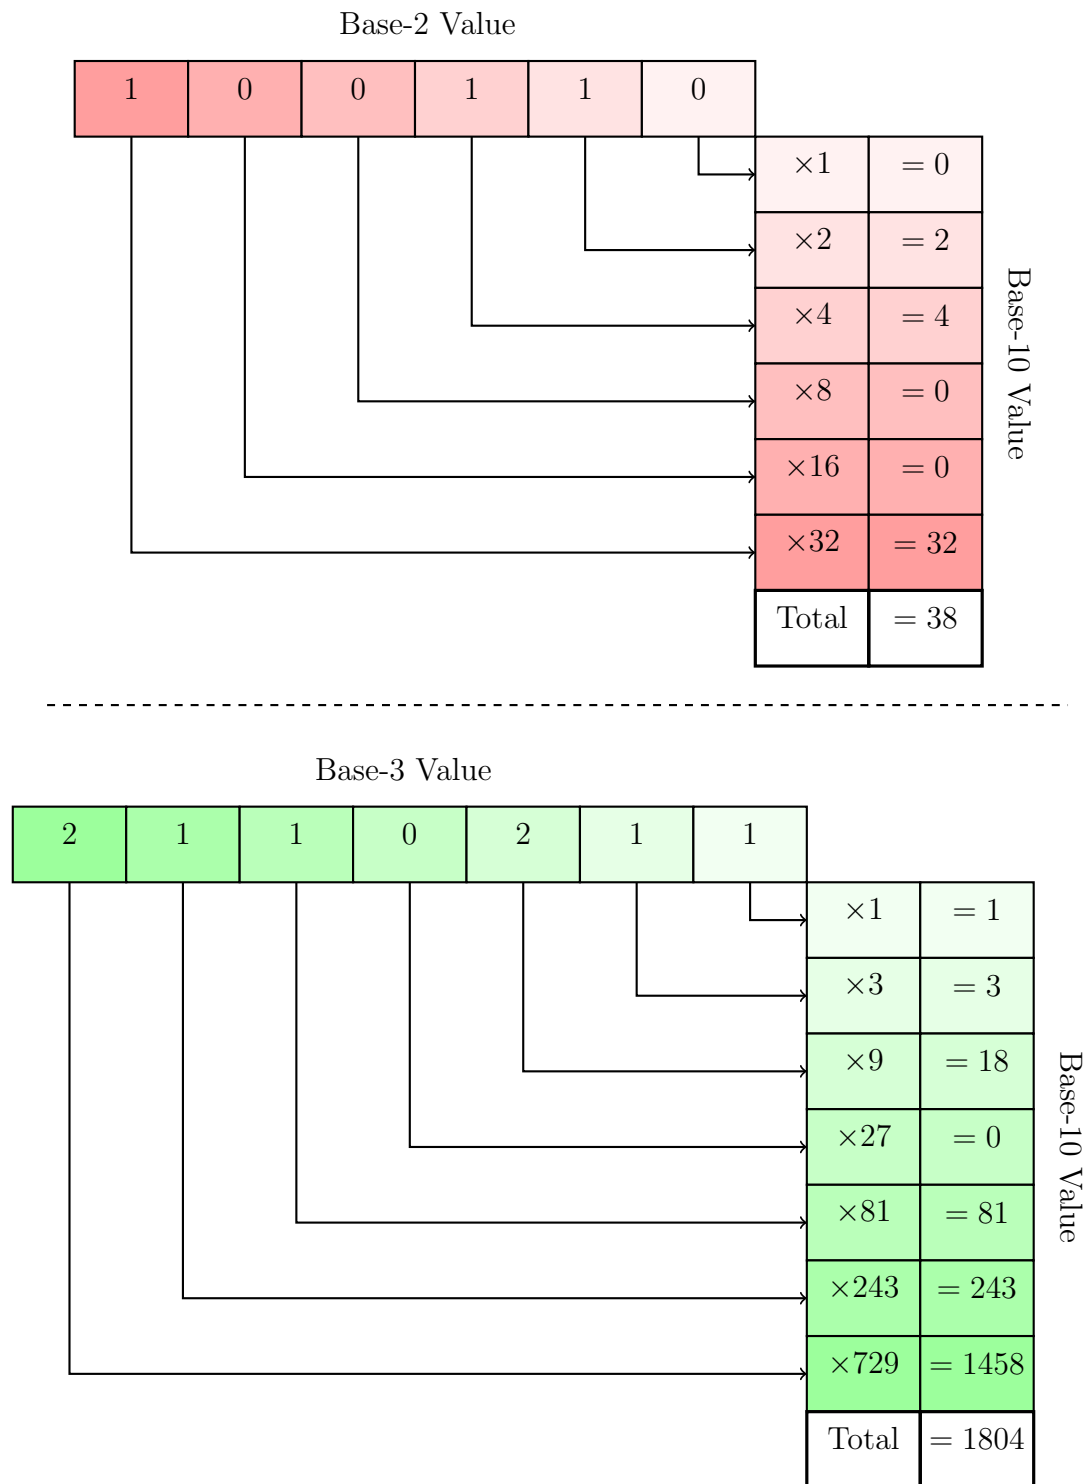 Base-2 Value
1 0 0 1 1 0
×1 = 0
×2 = 2
×4 = 4
×8 = 0
×16 = 0
×32 = 32
Total = 38
Base-10 Value
Base-3 Value
2 1 1 0 2 1 1
×1 = 1
×3 = 3
×9 = 18
×27 = 0
×81 = 81
×243 = 243
×729 = 1458
Total = 1804
Base-10 Value